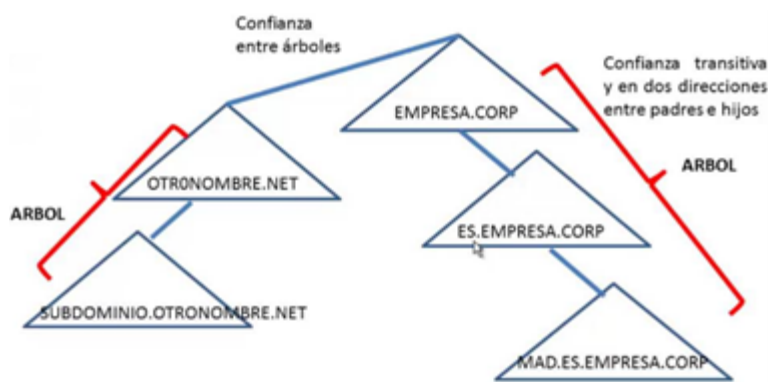 Confianza
entre árboles
Confianza transitiva
y en dos direcciones
entre padres e hijos
EMPRESA.CORP
ARBOL
OTR0NOMBRE.NET
ARBOL
ES.EMPRESA.CORP
SUBDOMINIO.OTRONOMBRE.NET
MAD.ES.EMPRESA.CORP